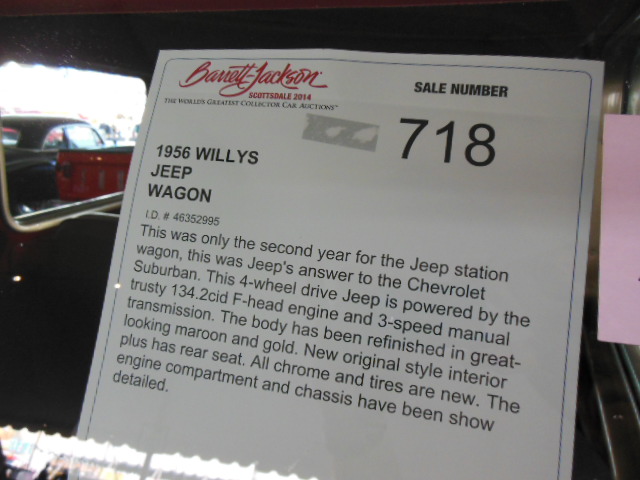 Barrett-Jackson
SCOTTSDALE 2014
THE WORLD'S GREATEST COLLECTOR CAR AUCTIONS™
SALE NUMBER
718
1956 WILLYS
JEEP
WAGON
I.D. # 46352995
This was only the second year for the Jeep station
wagon, this was Jeep's answer to the Chevrolet
Suburban. This 4-wheel drive Jeep is powered by the
trusty 134.2cid F-head engine and 3-speed manual
transmission. The body has been refinished in great-
looking maroon and gold. New original style interior
plus has rear seat. All chrome and tires are new. The
engine compartment and chassis have been show
detailed.